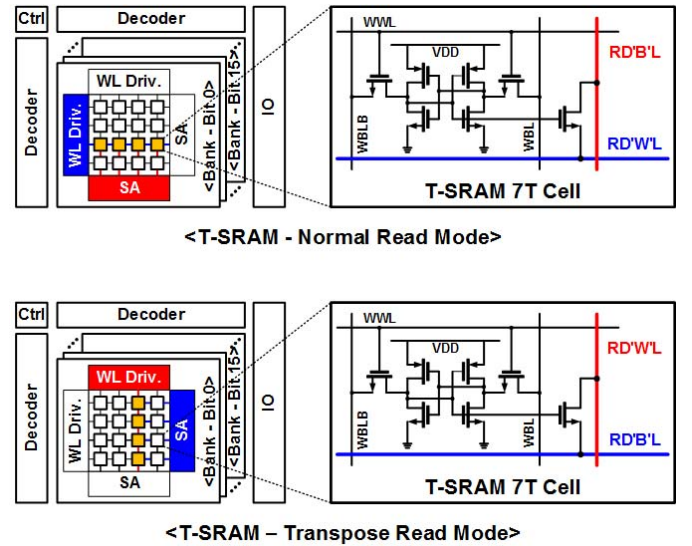 Ctrl
Decoder
Decoder
WL Driv.
WL Driv.
SA
SA
<Bank - Bit.0>
<Bank - Bit.15>
IO
WWL
VDD
WBLB
WBL
RD'B'L
RD'W'L
T-SRAM 7T Cell
<T-SRAM - Normal Read Mode>
Ctrl
Decoder
Decoder
WL Driv.
WL Driv.
SA
SA
<Bank - Bit.0>
<Bank - Bit.15>
IO
WWL
VDD
WBLB
WBL
RD'W'L
RD'B'L
T-SRAM 7T Cell
<T-SRAM – Transpose Read Mode>